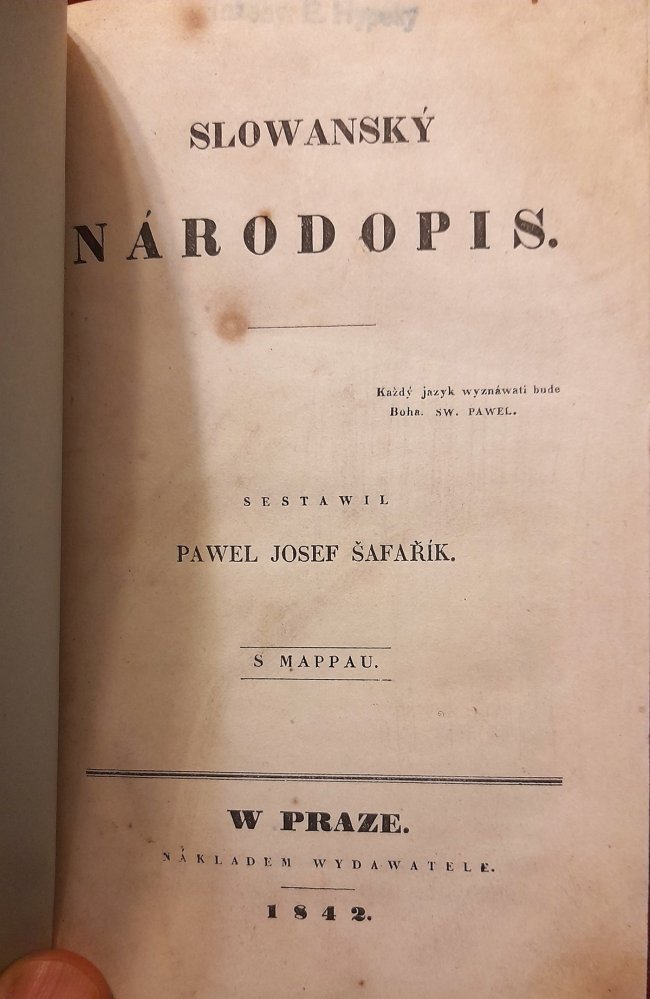 SLOWANSKÝ
NÁRODOPIS.
Každý jazyk wyznáwati bude
Boha. SW. PAWEL.
SESTAWIL
PAWEL JOSEF ŠAFAŘÍK.
S MAPPAU.
W PRAZE.
NÁKLADEM WYDAWATELE.
1842.